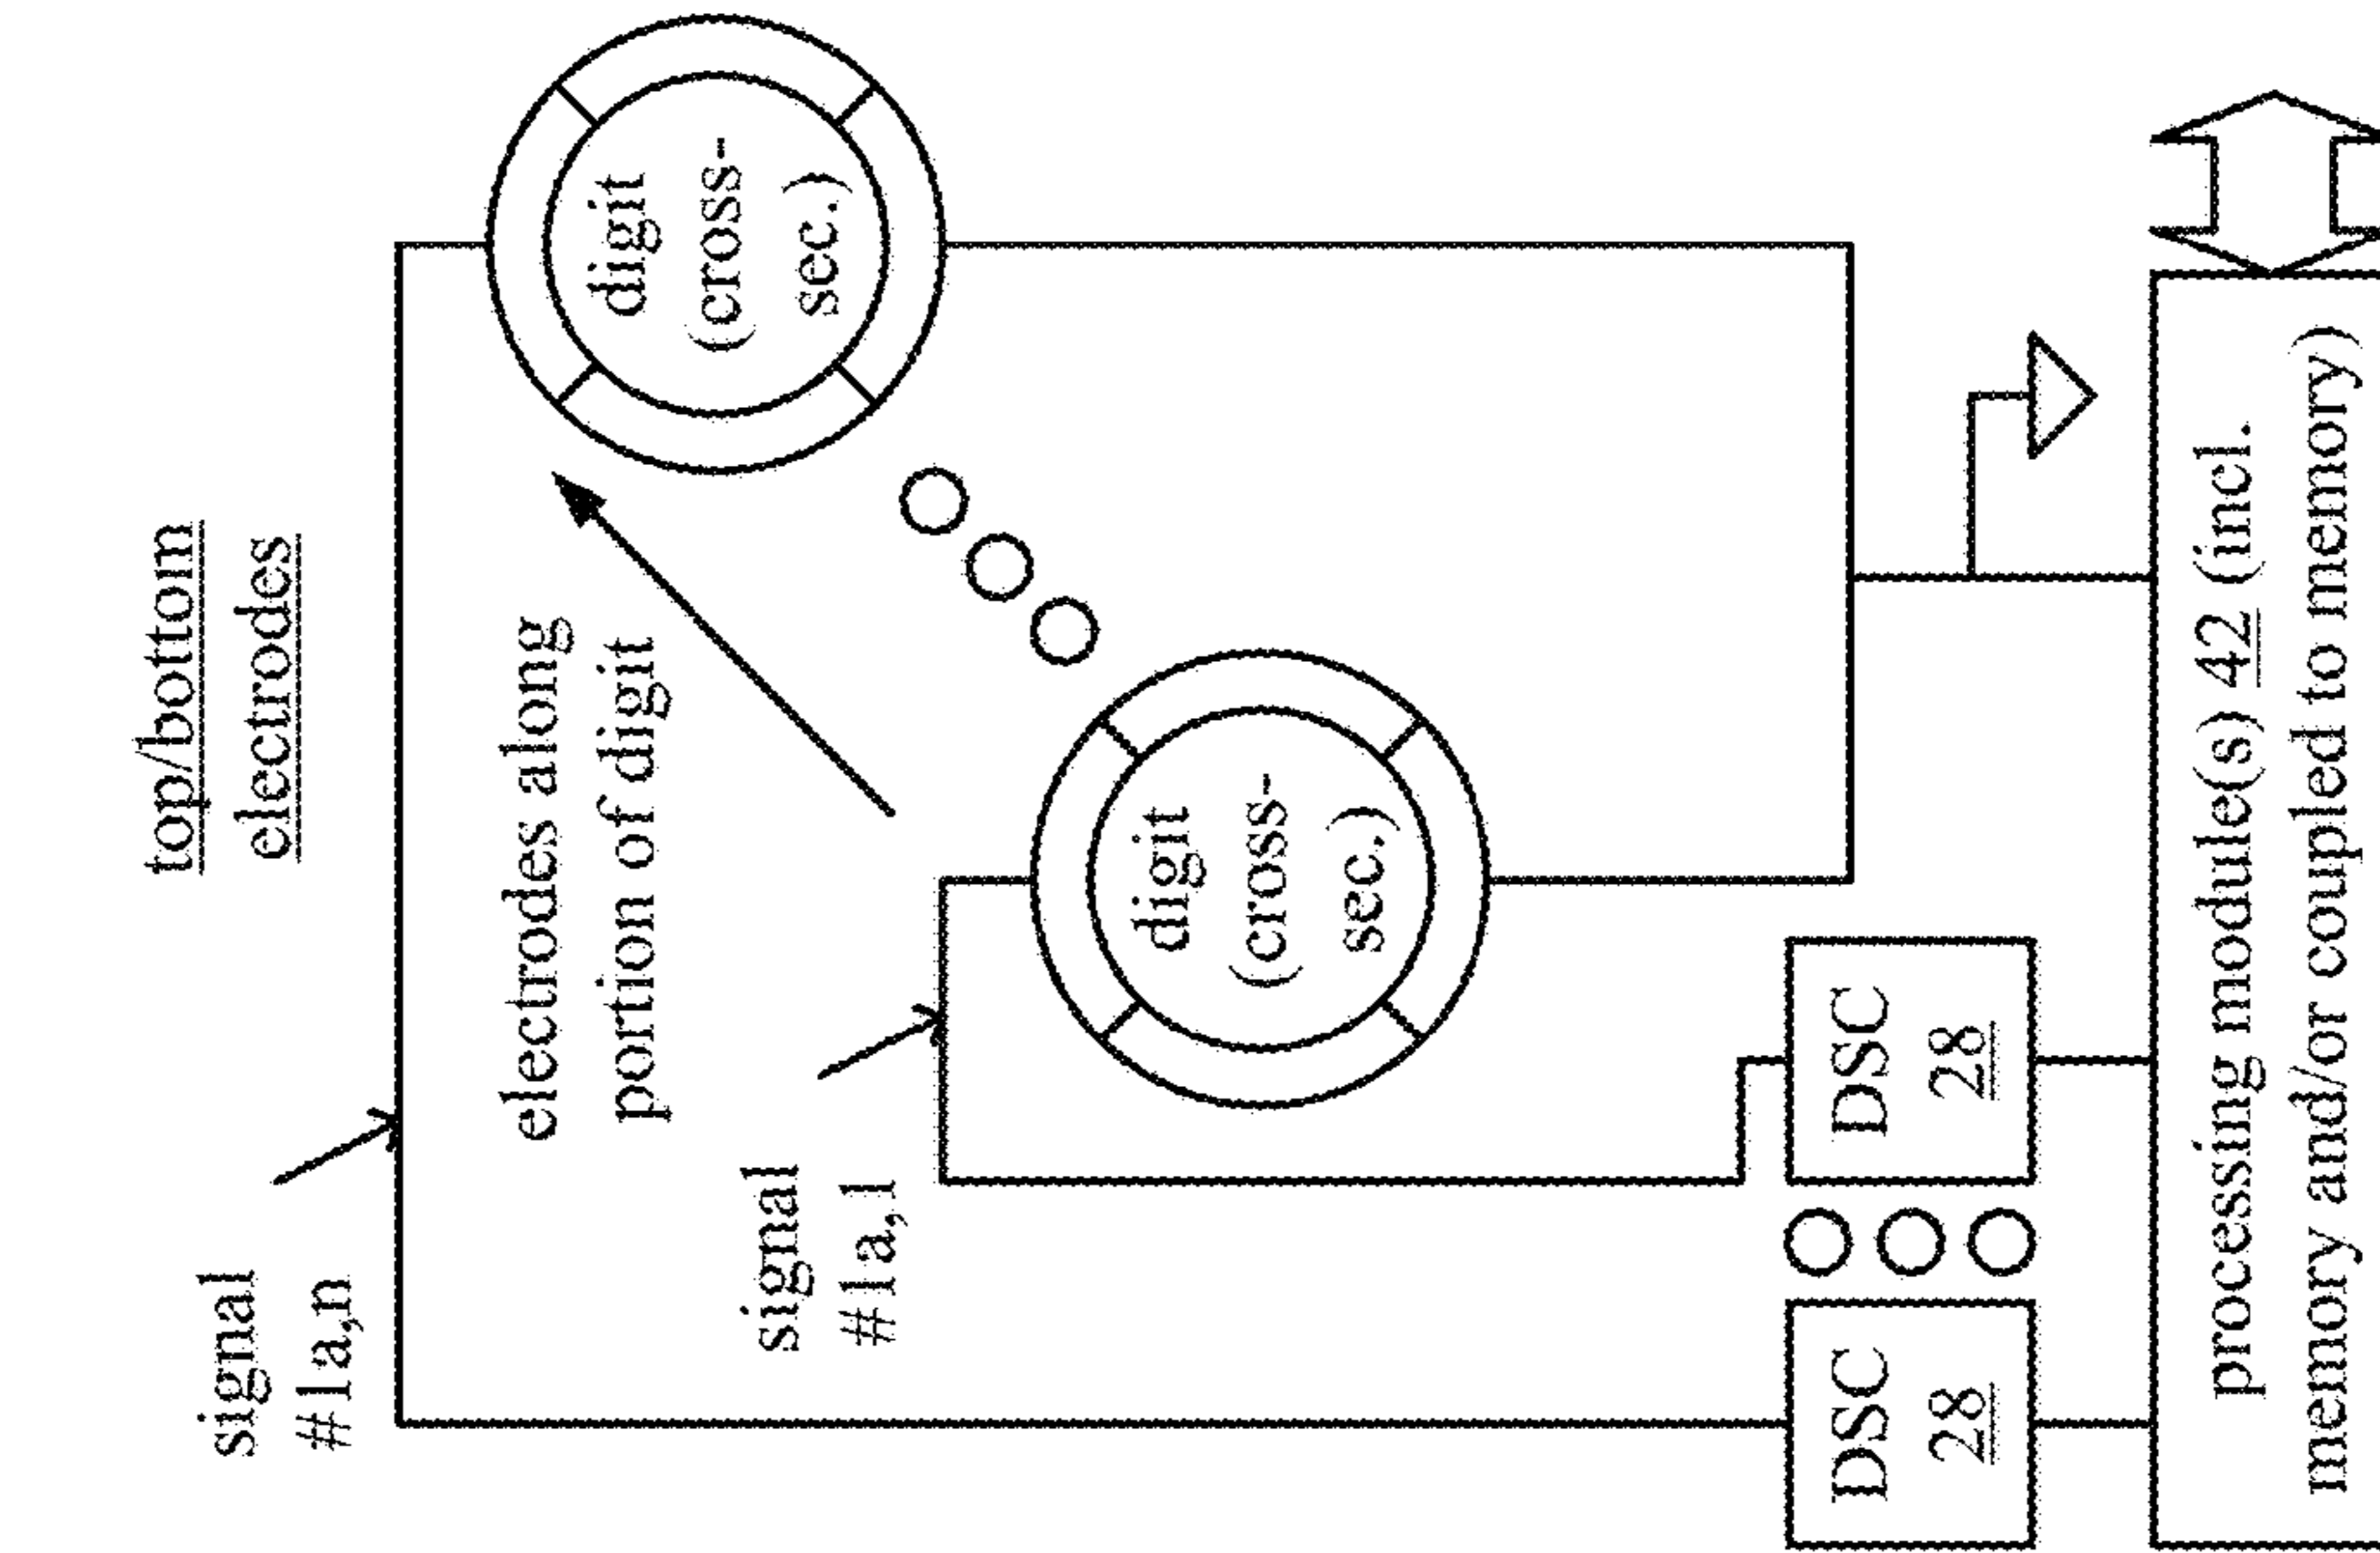 top/bottom
electrodes
signal
#1a,n
electrodes along
portion of digit
digit
(cross-
sec.)
signal
#1a,1
digit
(cross-
sec.)
DSC
28
DSC
28
processing module(s) 42 (incl.
memory and/or coupled to memory)